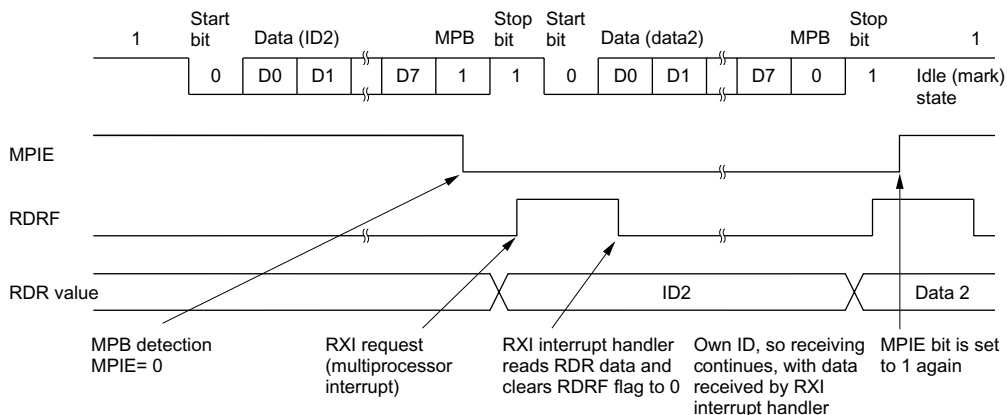 Start bit
Data (ID2)
MPB
Stop bit
Start bit
Data (data2)
MPB
Stop bit
1
1
0
D0
D1
D7
1
1
0
D0
D1
D7
0
1
Idle (mark) state
MPIE
RDRF
RDR value
ID2
Data 2
MPB detection
MPIE= 0
RXI request
(multiprocessor
interrupt)
RXI interrupt handler
reads RDR data and
clears RDRF flag to 0
Own ID, so receiving
continues, with data
received by RXI
interrupt handler
MPIE bit is set
to 1 again